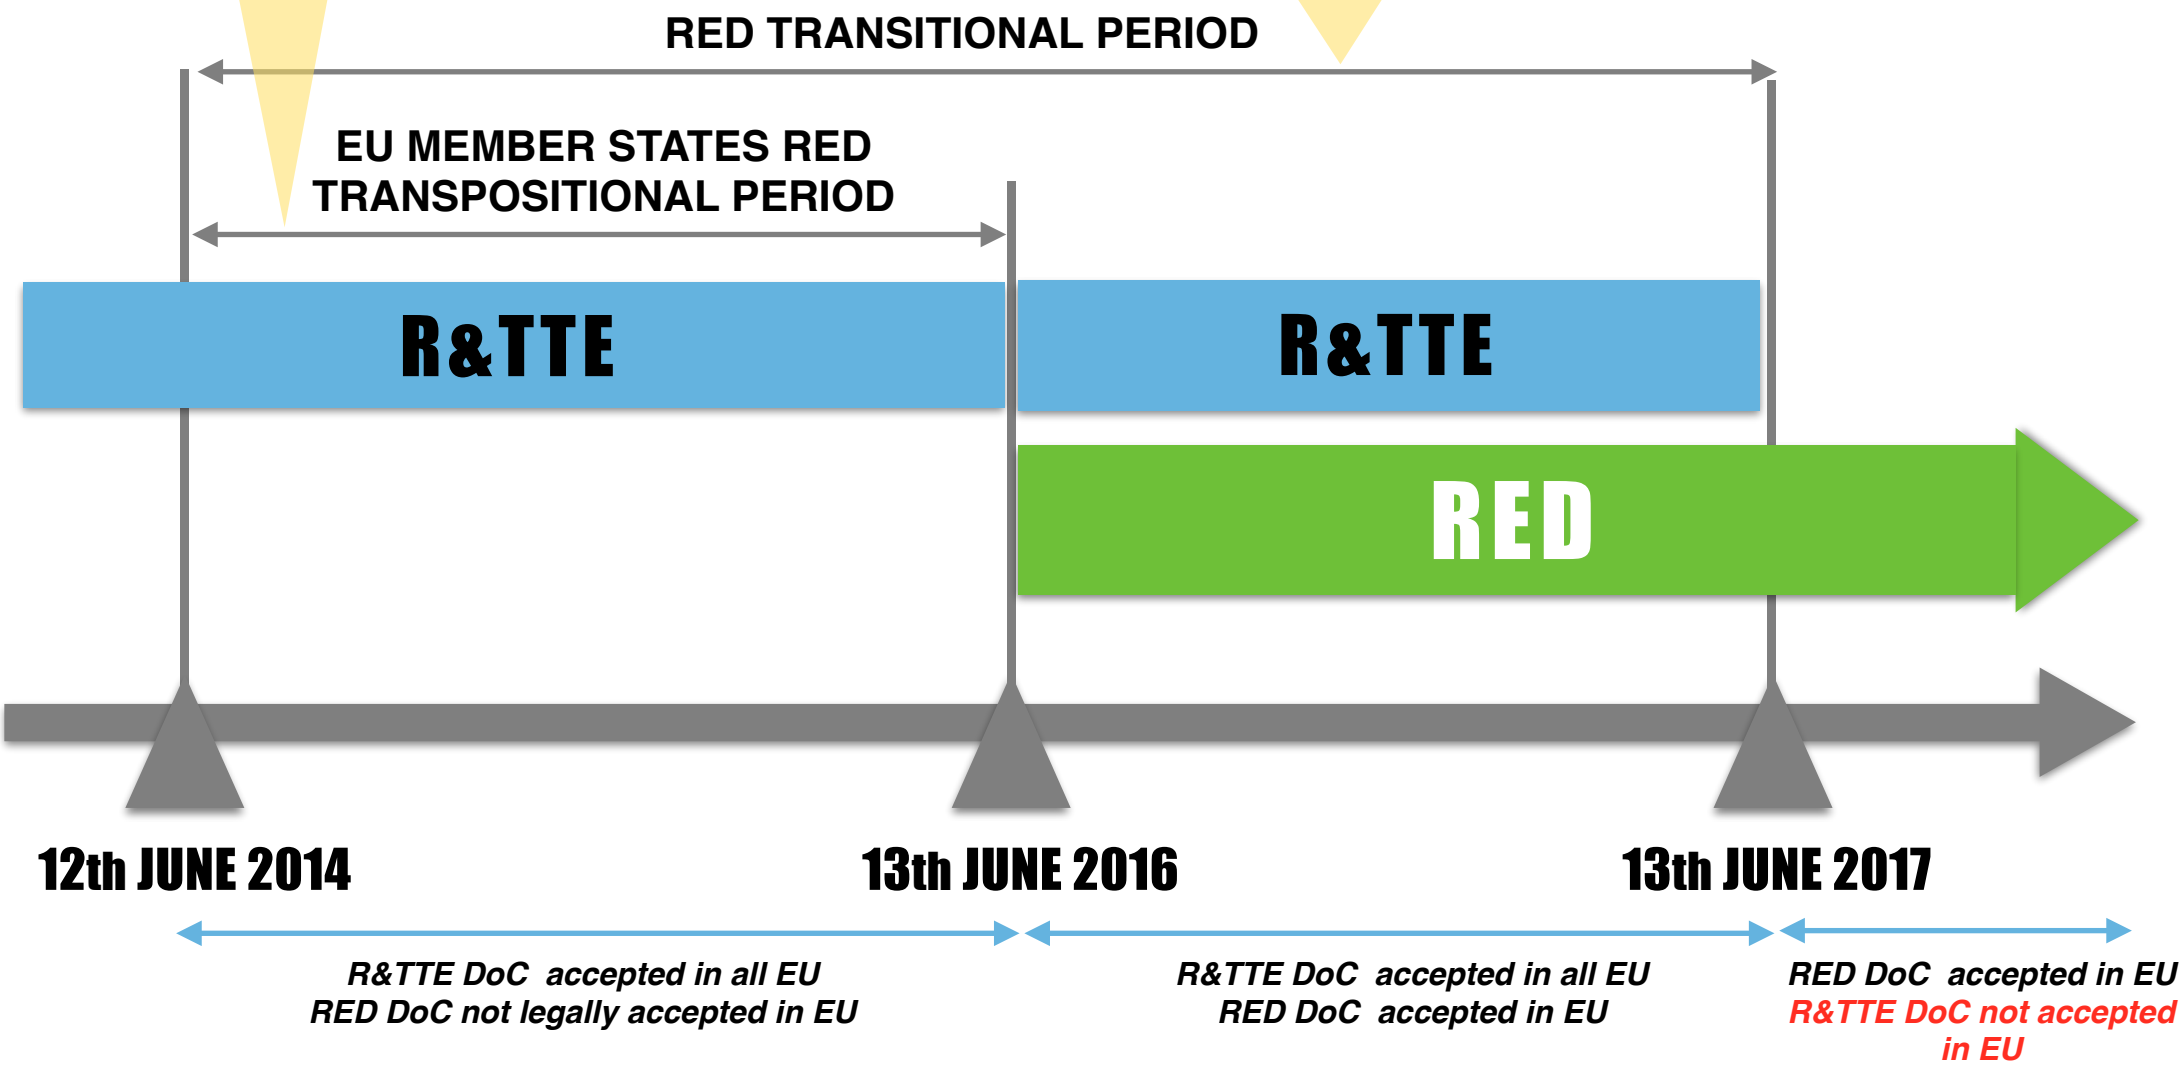 RED TRANSITIONAL PERIOD
EU MEMBER STATES RED
TRANSPOSITIONAL PERIOD
R&TTE
R&TTE
RED
12th JUNE 2014
13th JUNE 2016
13th JUNE 2017
R&TTE DoC accepted in all EU
RED DoC not legally accepted in EU
R&TTE DoC accepted in all EU
RED DoC accepted in EU
RED DoC accepted in EU
R&TTE DoC not accepted
in EU